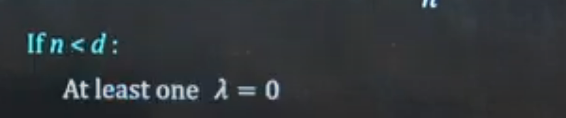 n
If n < d :
At least one λ = 0